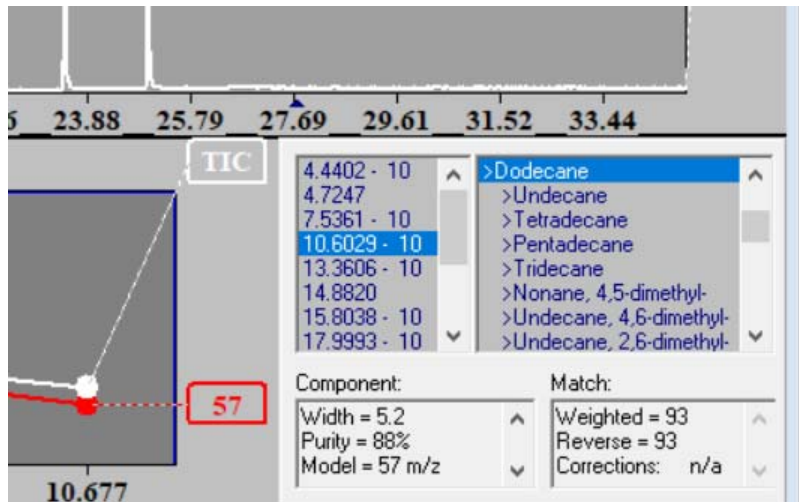 23.88 25.79 27.69 29.61 31.52 33.44
TIC
4.4402 - 10
4.7247
7.5361 - 10
10.6029 - 10
13.3606 - 10
14.8820
15.8038 - 10
17.9993 - 10
>Dodecane
>Undecane
>Tetradecane
>Pentadecane
>Tridecane
>Nonane, 4,5-dimethyl-
>Undecane, 4,6-dimethyl-
>Undecane, 2,6-dimethyl-
57
10.677
Component:
Width = 5.2
Purity = 88%
Model = 57 m/z
Match:
Weighted = 93
Reverse = 93
Corrections: n/a